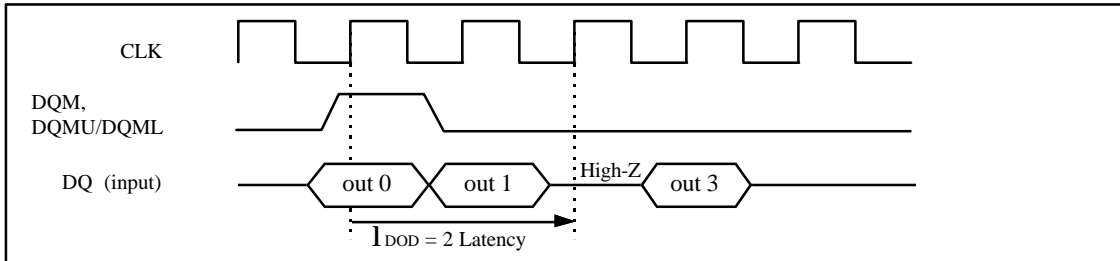 CLK
DQM,
DQMU/DQML
DQ (input)
out 0
out 1
High-Z
out 3
lDOD = 2 Latency